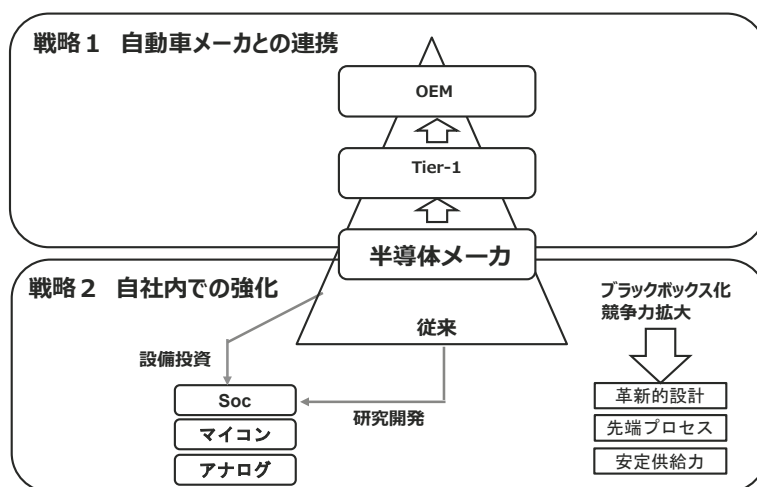 戦略１ 自動車メーカとの連携
OEM
Tier-1
半導体メーカ
戦略２ 自社内での強化
従来
設備投資
研究開発
Soc
マイコン
アナログ
ブラックボックス化
競争力拡大
革新的設計
先端プロセス
安定供給力